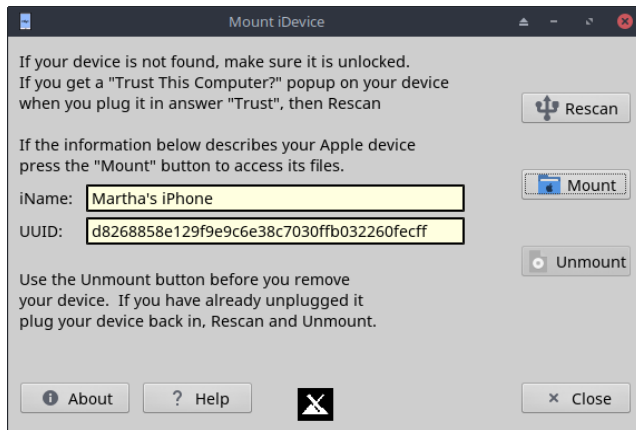 Mount iDevice
If your device is not found, make sure it is unlocked.
If you get a "Trust This Computer?" popup on your device
when you plug it in answer "Trust", then Rescan
Rescan
If the information below describes your Apple device
press the "Mount" button to access its files.
Mount
iName: Martha's iPhone
UUID: d8268858e129f9e9c6e38c7030ffb032260fecff
Unmount
Use the Unmount button before you remove
your device. If you have already unplugged it
plug your device back in, Rescan and Unmount.
About
? Help
Close